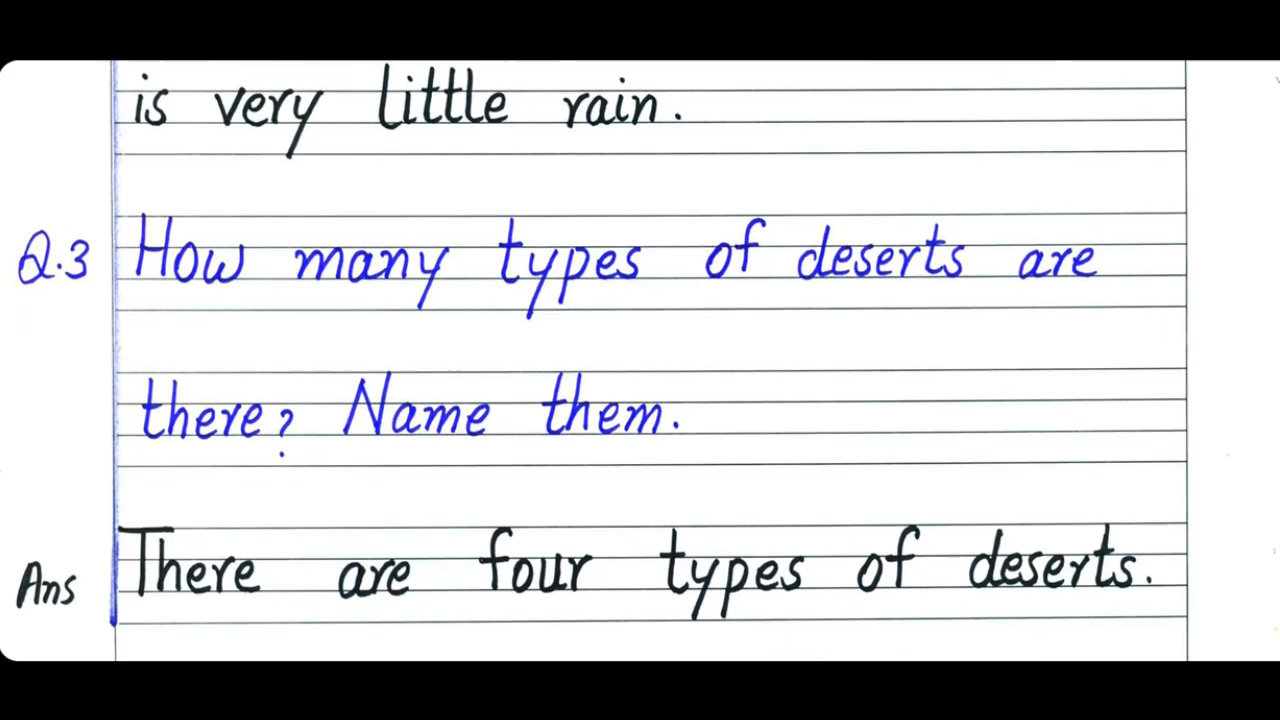 is very little rain.
Q.3 How many types of deserts are
there? Name them.
Ans There are four types of deserts.